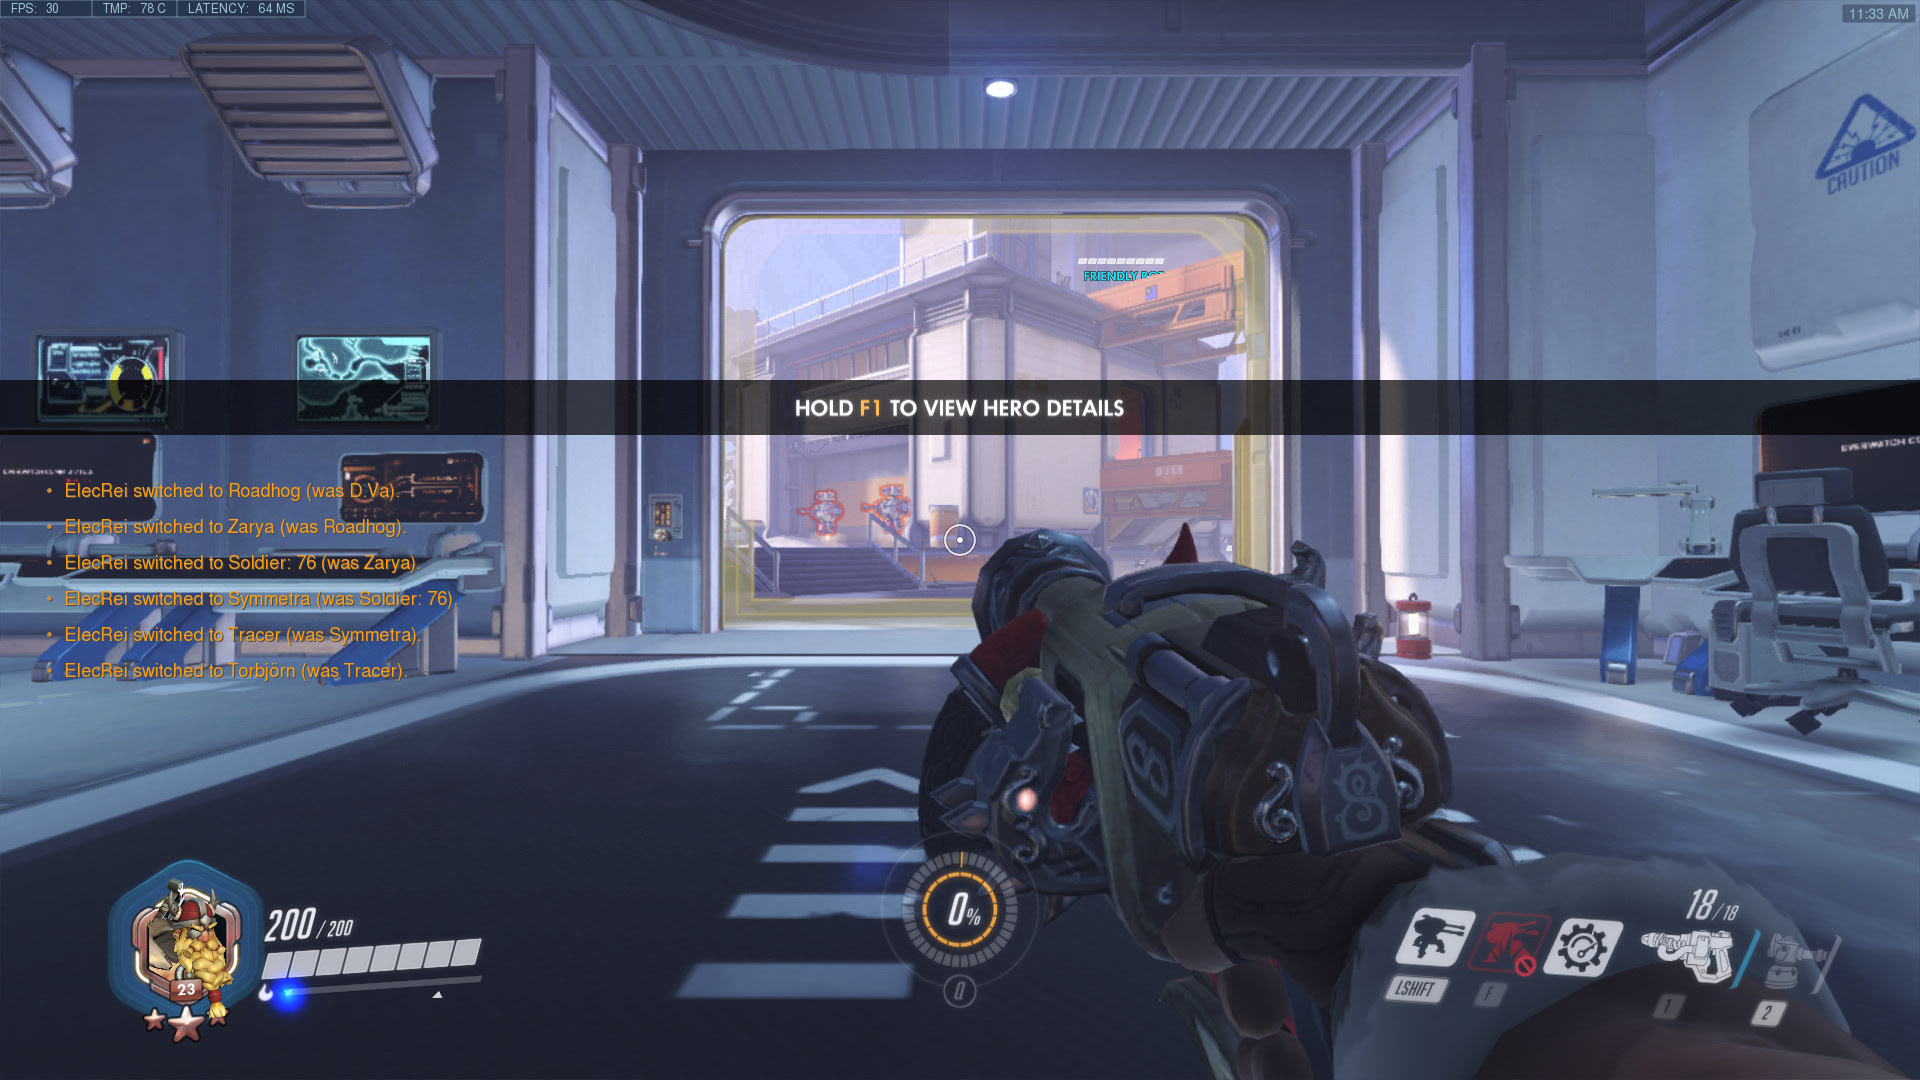 FPS: 30 TMP: 78 C LATENCY: 64 MS
11:33 AM
CAUTION
FRIENDLY
HOLD F1 TO VIEW HERO DETAILS
• ElecRei switched to Roadhog (was D.Va).
• ElecRei switched to Zarya (was Roadhog).
• ElecRei switched to Soldier: 76 (was Zarya).
• ElecRei switched to Symmetra (was Soldier: 76).
• ElecRei switched to Tracer (was Symmetra).
• ElecRei switched to Torbjörn (was Tracer).
8
200/200
23
0%
Q
18/18
LSHIFT F 1 2